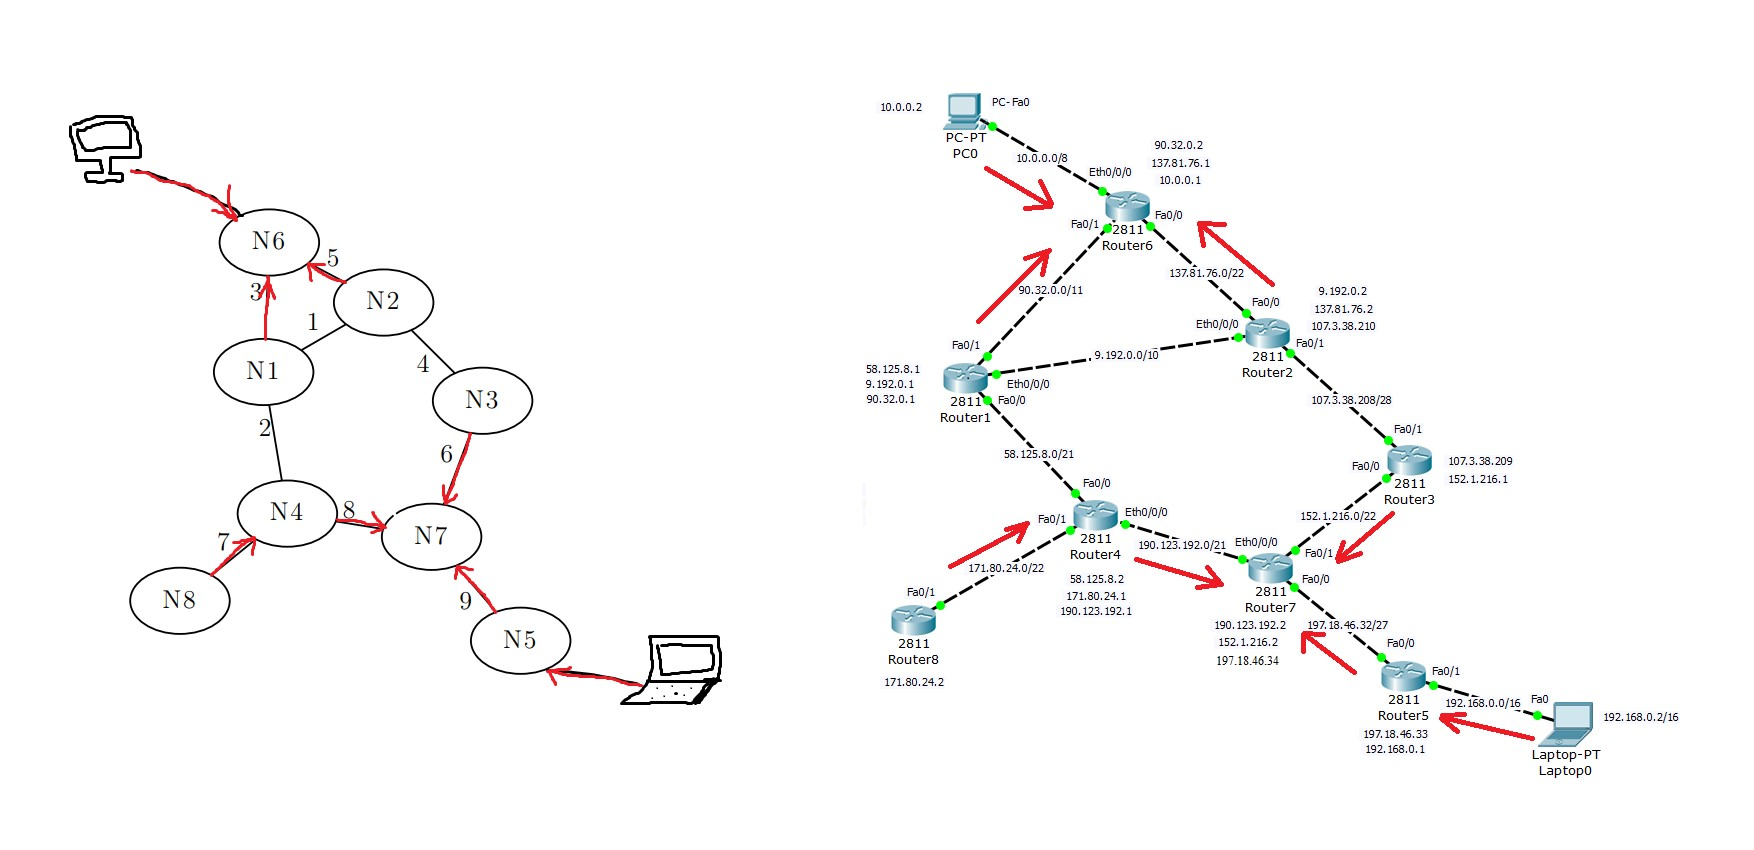 N6
5
3
N2
1
N1
4
N3
2
6
N4
8
N7
7
9
N8
N5
10.0.0.2
PC-Fa0
PC-PT
PC0
10.0.0.0/8
90.32.0.2
137.81.76.1
10.0.0.1
Eth0/0/0
Fa0/1
Fa0/0
2811
Router6
137.81.76.0/22
90.32.0.0/11
9.192.0.2
137.81.76.2
107.3.38.210
Fa0/0
Eth0/0/0
Fa0/1
2811
Router2
9.192.0.0/10
Fa0/1
58.125.8.1
9.192.0.1
90.32.0.1
Eth0/0/0
Fa0/0
2811
Router1
107.3.38.208/28
Fa0/1
Fa0/0
107.3.38.209
152.1.216.1
2811
Router3
58.125.8.0/21
Fa0/0
Fa0/1
Eth0/0/0
2811
Router4
152.1.216.0/22
190.123.192.0/21
Eth0/0/0
Fa0/1
Fa0/0
2811
Router7
171.80.24.0/22
58.125.8.2
171.80.24.1
190.123.192.1
Fa0/1
2811
Router8
171.80.24.2
190.123.192.2
152.1.216.2
197.18.46.34
197.18.46.32/27
Fa0/0
Fa0/1
2811
Router5
197.18.46.33
192.168.0.1
192.168.0.0/16
Fa0
192.168.0.2/16
Laptop-PT
Laptop0